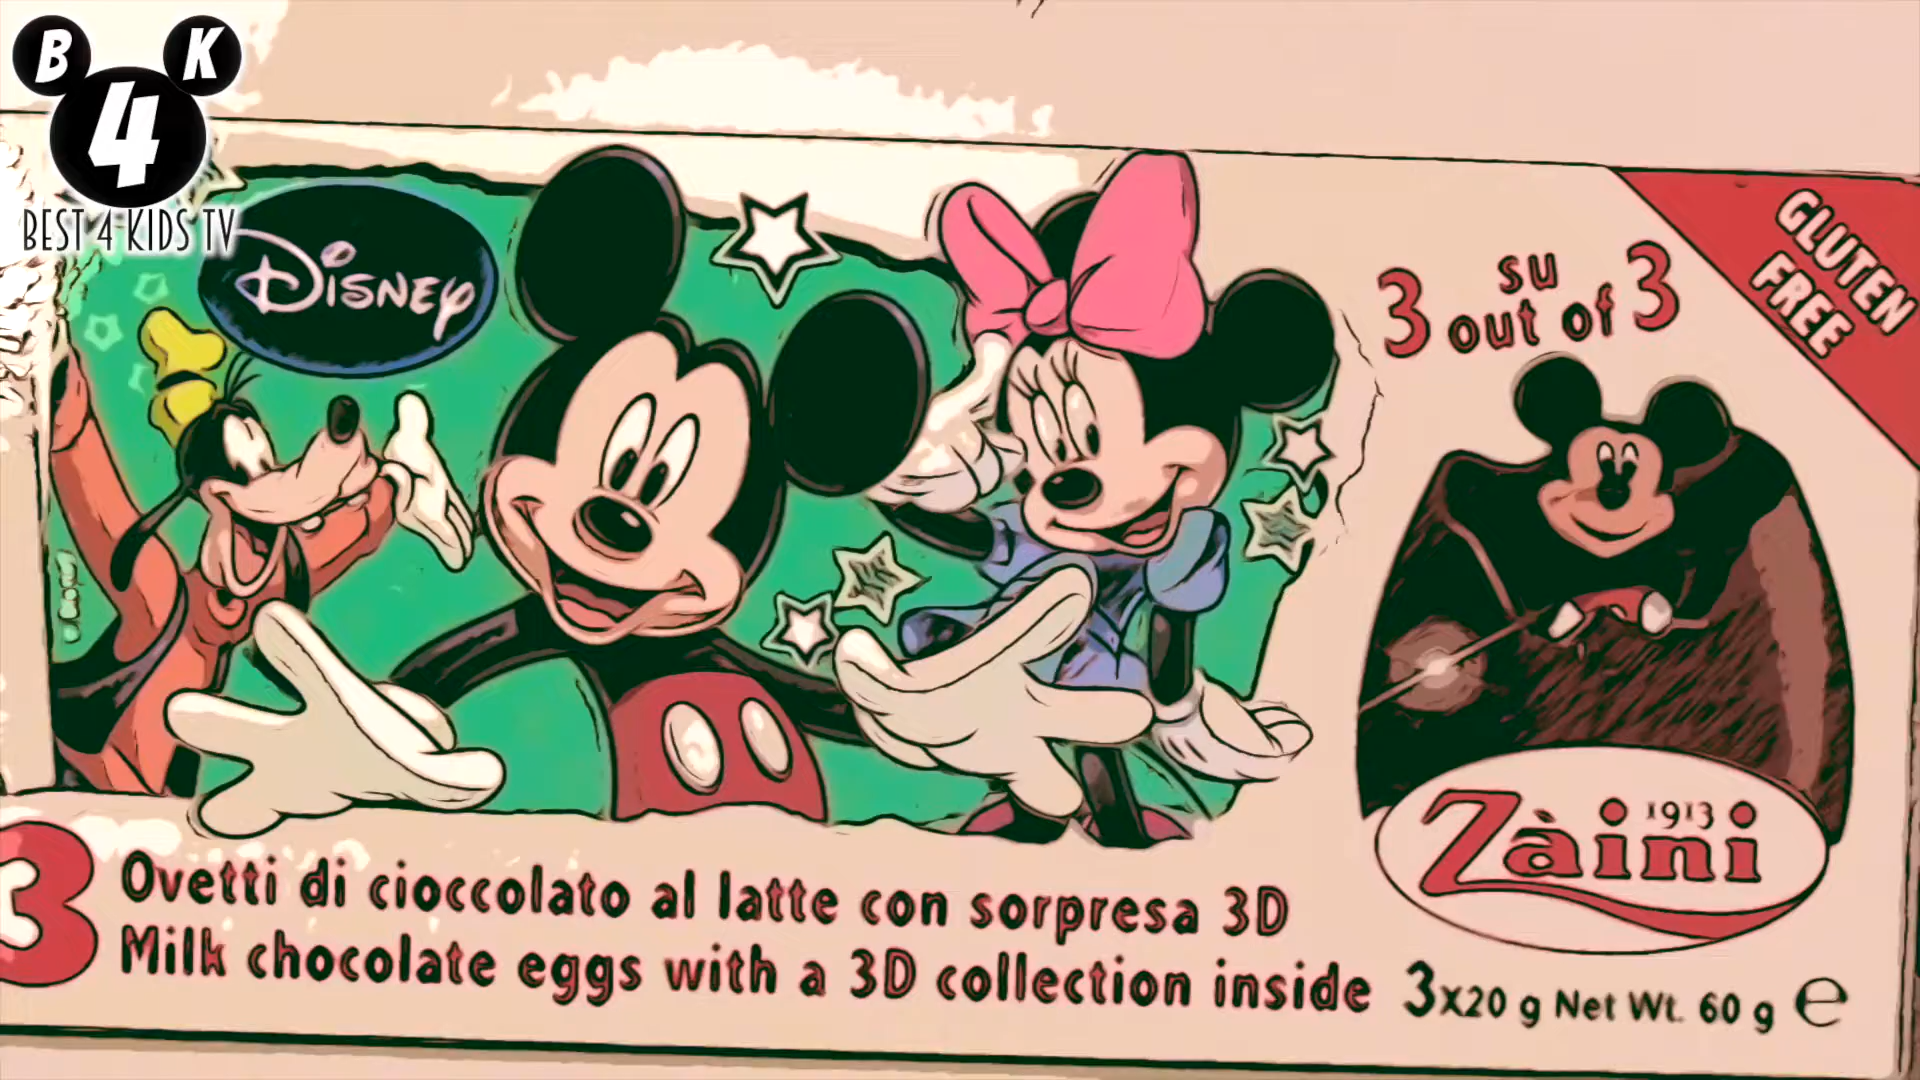 B K
4
BEST 4 KIDS TV
DISNEY
GLUTEN
FREE
3 su 3
out of
Zàini
1913
3 Ovetti di cioccolato al latte con sorpresa 3D
Milk chocolate eggs with a 3D collection inside
3x20 g Net Wt. 60 g e